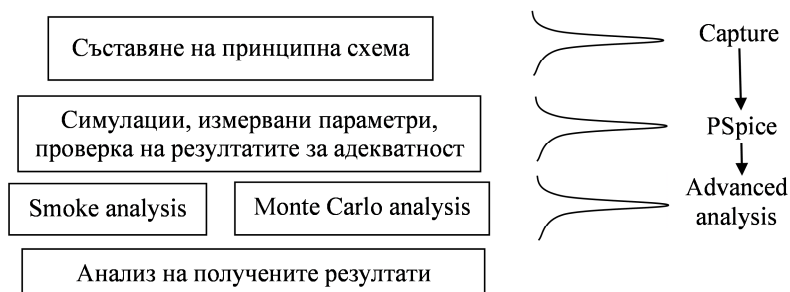 Съставяне на принципна схема
Capture
Симулации, измервани параметри,
проверка на резултатите за адекватност
PSpice
Smoke analysis
Monte Carlo analysis
Advanced
analysis
Анализ на получените резултати